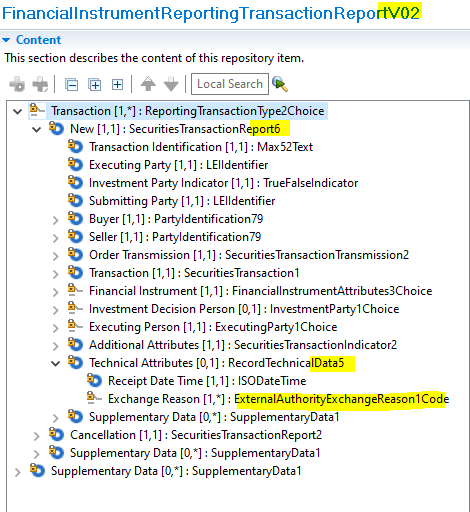 FinancialInstrumentReportingTransactionReportV02
Content
This section describes the content of this repository item.
Local Search
Transaction [1,*] : ReportingTransactionType2Choice
New [1,1] : SecuritiesTransactionReport6
Transaction Identification [1,1] : Max52Text
Executing Party [1,1] : LEIIdentifier
Investment Party Indicator [1,1] : TrueFalseIndicator
Submitting Party [1,1] : LEIIdentifier
Buyer [1,1] : PartyIdentification79
Seller [1,1] : PartyIdentification79
Order Transmission [1,1] : SecuritiesTransactionTransmission2
Transaction [1,1] : SecuritiesTransaction1
Financial Instrument [1,1] : FinancialInstrumentAttributes3Choice
Investment Decision Person [0,1] : InvestmentParty1Choice
Executing Person [1,1] : ExecutingParty1Choice
Additional Attributes [1,1] : SecuritiesTransactionIndicator2
Technical Attributes [0,1] : RecordTechnicalData5
Receipt Date Time [1,1] : ISODateTime
Exchange Reason [1,*] : ExternalAuthorityExchangeReason1Code
Supplementary Data [0,*] : SupplementaryData1
Cancellation [1,1] : SecuritiesTransactionReport2
Supplementary Data [0,*] : SupplementaryData1
Supplementary Data [0,*] : SupplementaryData1